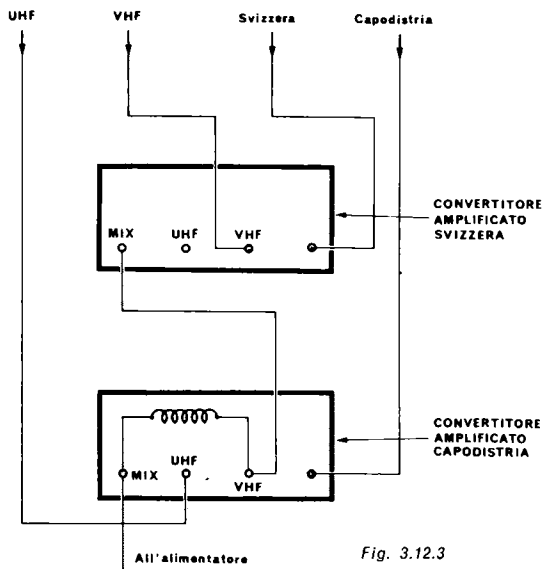 UHF
VHF
Svizzera
Capodistria
CONVERTITORE
AMPLIFICATO
SVIZZERA
MIX
UHF
VHF
CONVERTITORE
AMPLIFICATO
CAPODISTRIA
MIX
UHF
VHF
All'alimentatore
Fig. 3.12.3